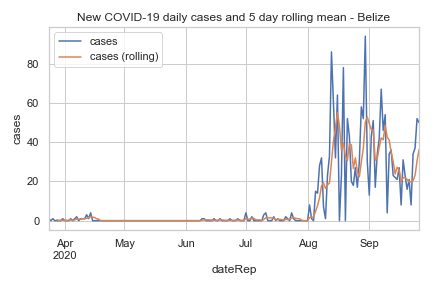 New COVID-19 daily cases and 5 day rolling mean - Belize
cases
cases (rolling)
cases
80
60
40
20
0
Apr
2020
May
Jun
Jul
Aug
Sep
dateRep